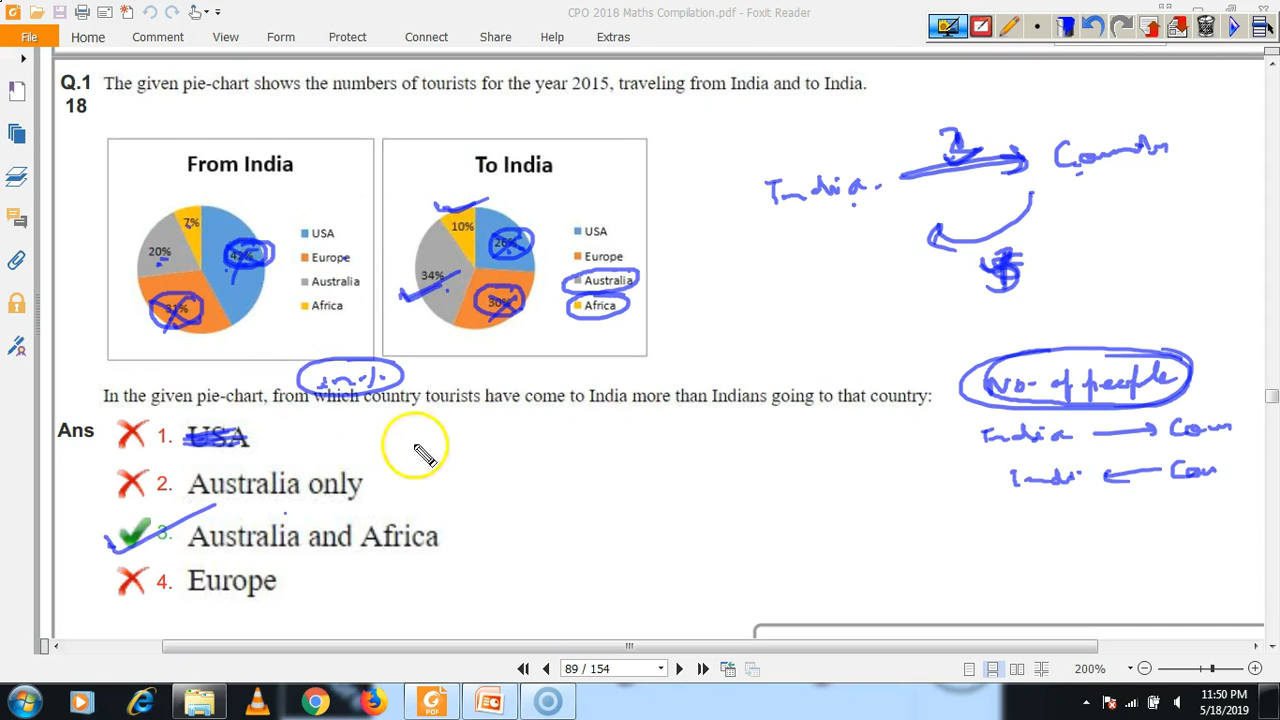 CPO 2018 Maths Compilation.pdf - Foxit Reader
File Home Comment View Form Protect Connect Share Help Extras
Q.1 The given pie-chart shows the numbers of tourists for the year 2015, traveling from India and to India.
18
From India
7%
20%
31%
USA
Europe
Australia
Africa
To India
10%
26%
34%
30%
USA
Europe
Australia
Africa
India
in %
No. of people
In the given pie-chart, from which country tourists have come to India more than Indians going to that country:
India
Ans
1. USA
2. Australia only
3. Australia and Africa
4. Europe
89 / 154
200%
PDF
11:50 PM
5/18/2019